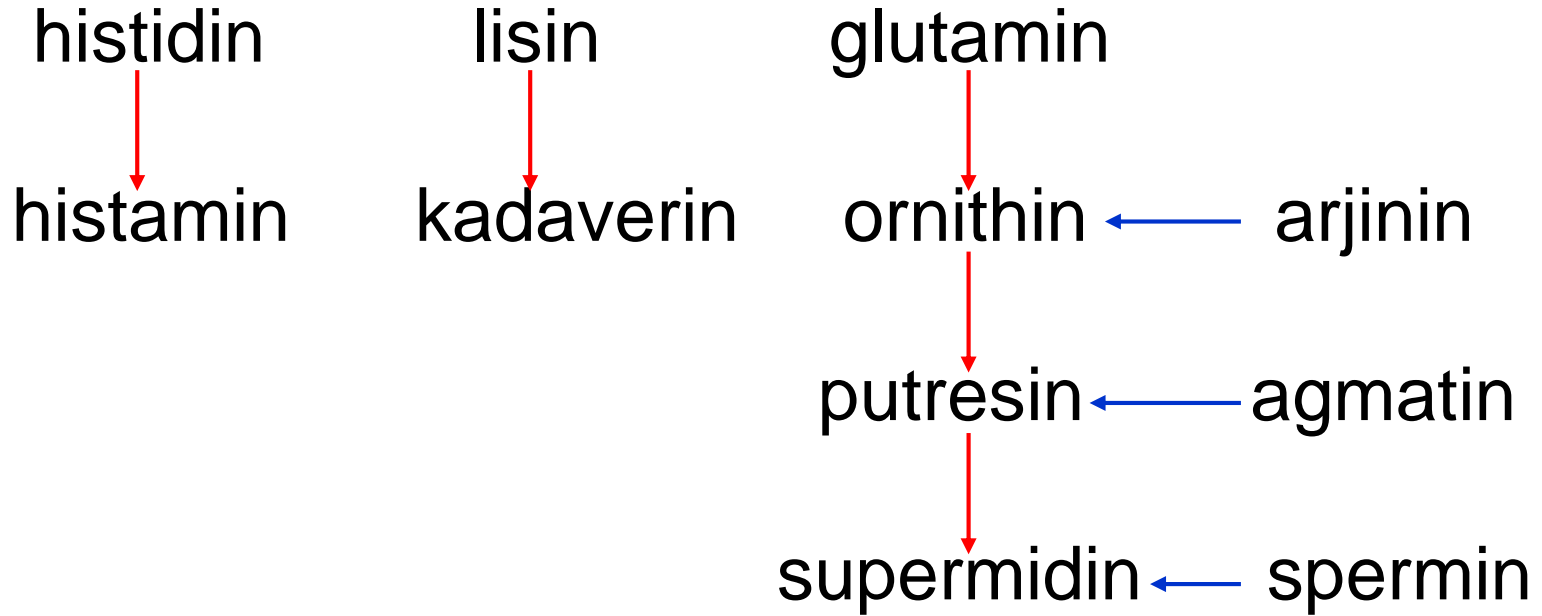 histidin lisin glutamin
histamin kadaverin ornithin arjinin
putresin agmatin
supermidin spermin